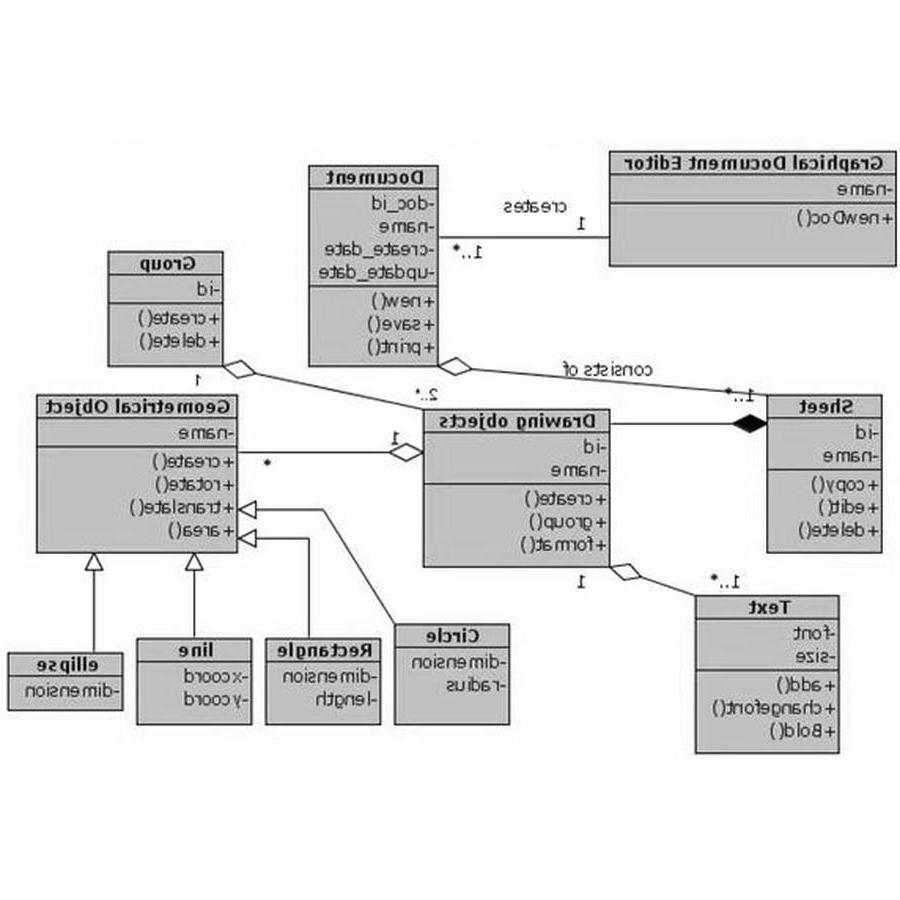 Graphical Document Editor
-name
+newDoc()
creates
1
1..*
Document
-doc_id
-name
-create_date
-update_date
+new()
+save()
+print()
Group
-id
+create()
+delete()
1
2..*
consists of
1..*
Sheet
-id
-name
+copy()
+edit()
+delete()
Drawing objects
-id
-name
+create()
+group()
+format()
1
*
Geometrical Object
-name
+create()
+rotate()
+translate()
+area()
1
1..*
Text
-font
-size
+add()
+changefont()
+Bold()
Circle
-dimension
-radius
Rectangle
-dimension
-length
line
-xcoord
-ycoord
ellipse
-dimension